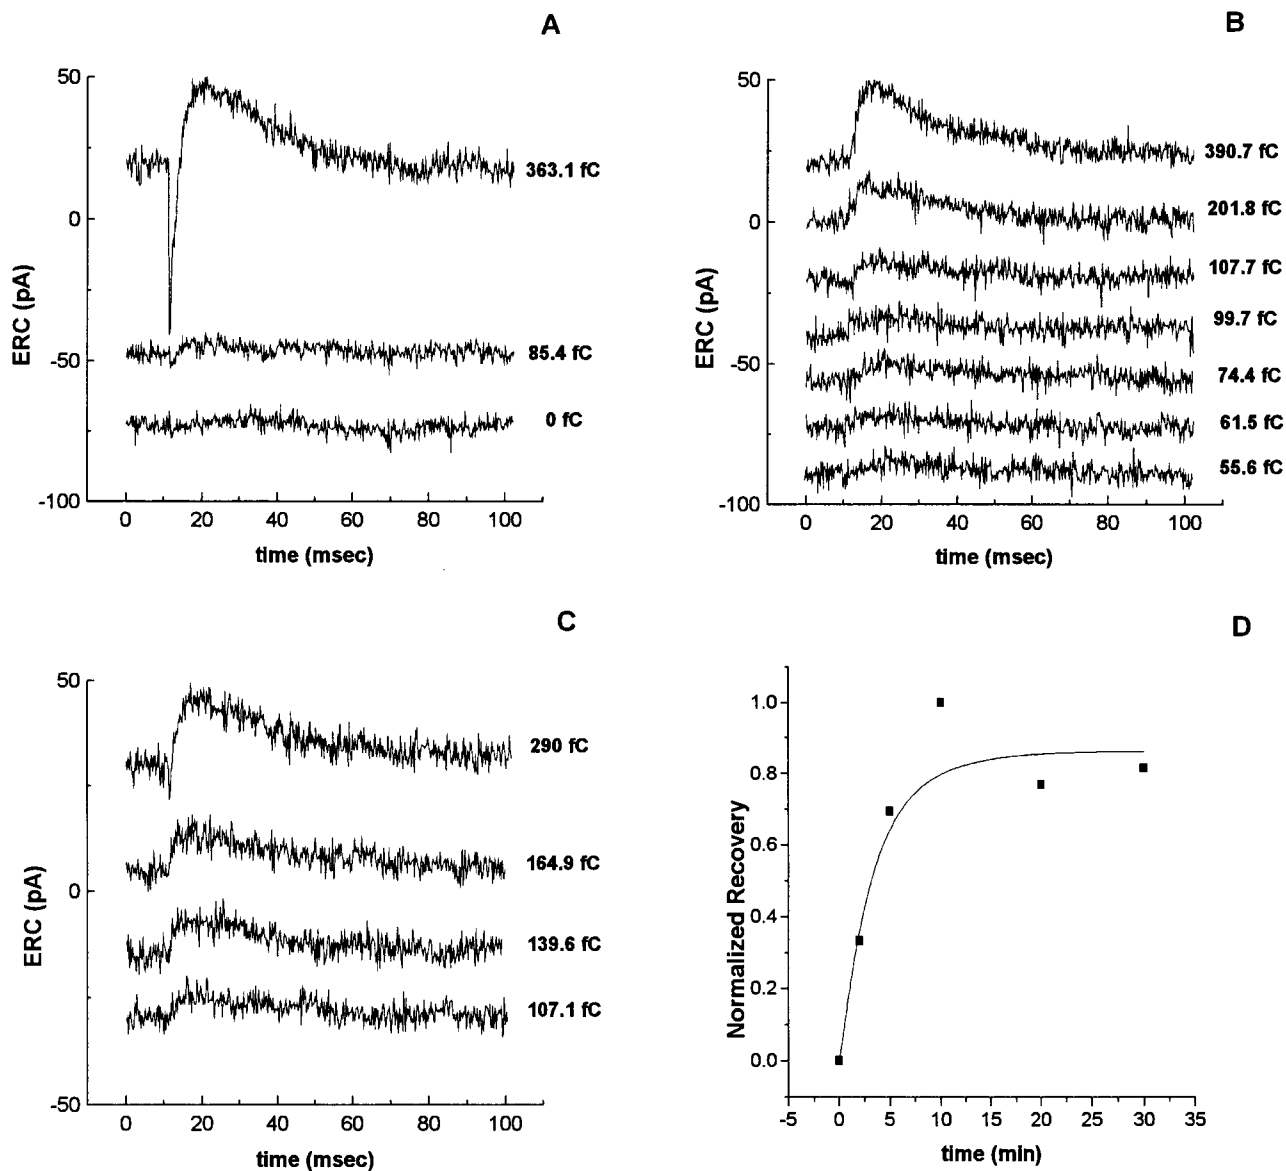 A
50
0
-50
-100
ERC (pA)
363.1 fC
85.4 fC
0 fC
0 20 40 60 80 100
time (msec)
B
50
0
-50
-100
ERC (pA)
390.7 fC
201.8 fC
107.7 fC
99.7 fC
74.4 fC
61.5 fC
55.6 fC
0 20 40 60 80 100
time (msec)
C
50
0
-50
ERC (pA)
290 fC
164.9 fC
139.6 fC
107.1 fC
0 20 40 60 80 100
time (msec)
D
1.0
0.8
0.6
0.4
0.2
0.0
Normalized Recovery
-5 0 5 10 15 20 25 30 35
time (min)